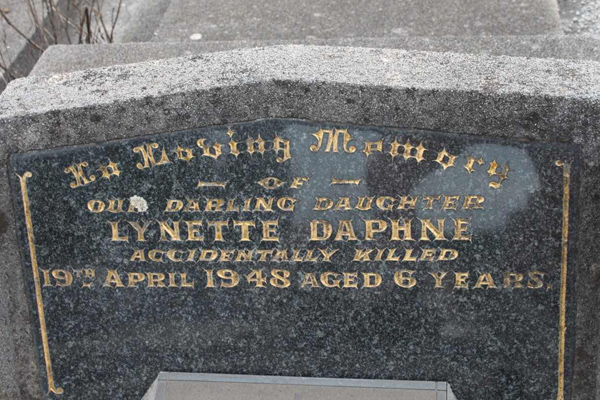 In Loving Memory
— OF —
OUR DARLING DAUGHTER
LYNETTE DAPHNE
ACCIDENTALLY KILLED
19TH APRIL 1948 AGED 6 YEARS.